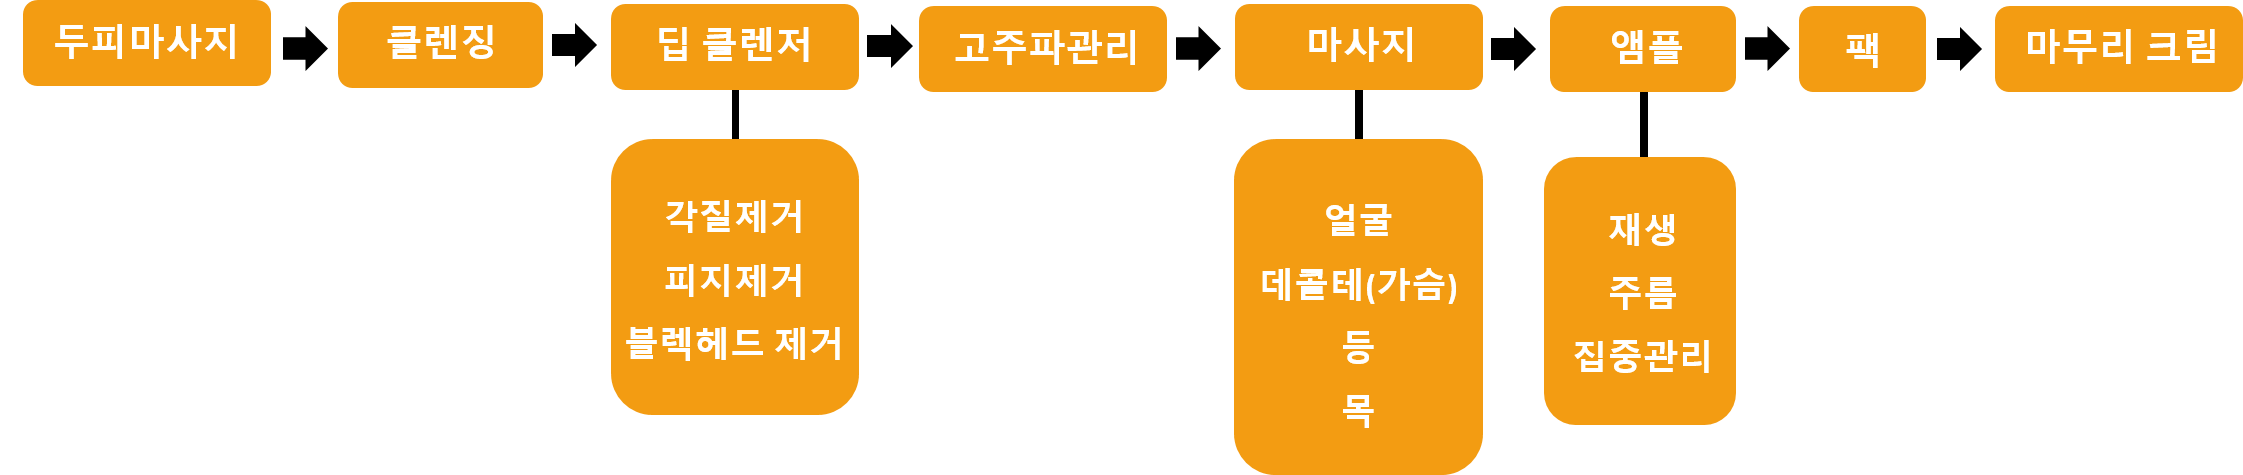 두피마사지
클렌징
딥 클렌저
고주파관리
마사지
앰플
팩
마무리 크림
각질제거
피지제거
블렉헤드 제거
얼굴
데콜테(가슴)
등
목
재생
주름
집중관리